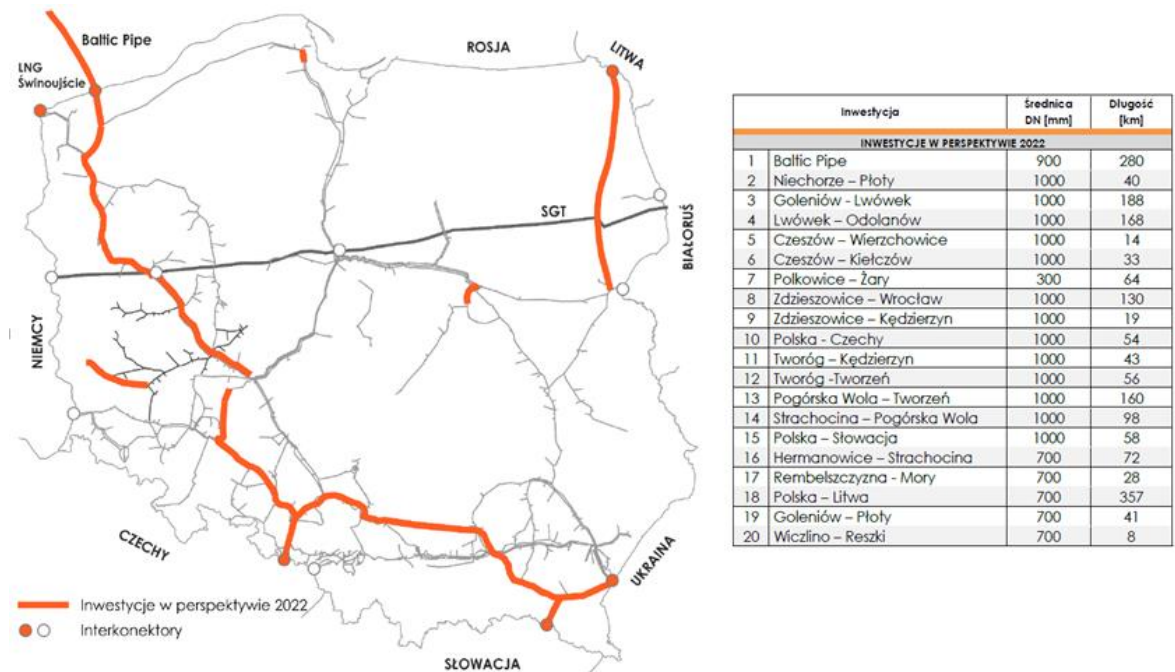 Baltic Pipe
LNG
Świnoujście
ROSJA
LITWA
SGT
BIAŁORUŚ
NIEMCY
CZECHY
UKRAINA
SŁOWACJA
Inwestycje w perspektywie 2022
Interkonektory
Inwestycja Średnica DN [mm] Długość [km]
INWESTYCJE W PERSPEKTYWIE 2022
1 Baltic Pipe 900 280
2 Niechorze – Płoty 1000 40
3 Goleniów - Lwówek 1000 188
4 Lwówek – Odolanów 1000 168
5 Czeszów – Wierzchowice 1000 14
6 Czeszów – Kiełczów 1000 33
7 Polkowice – Żary 300 64
8 Zdzieszowice – Wrocław 1000 130
9 Zdzieszowice – Kędzierzyn 1000 19
10 Polska - Czechy 1000 54
11 Tworóg – Kędzierzyn 1000 43
12 Tworóg -Tworzeń 1000 56
13 Pogórska Wola – Tworzeń 1000 160
14 Strachocina – Pogórska Wola 1000 98
15 Polska – Słowacja 1000 58
16 Hermanowice – Strachocina 700 72
17 Rembelszczyzna - Mory 700 28
18 Polska – Litwa 700 357
19 Goleniów – Płoty 700 41
20 Wiczlino – Reszki 700 8